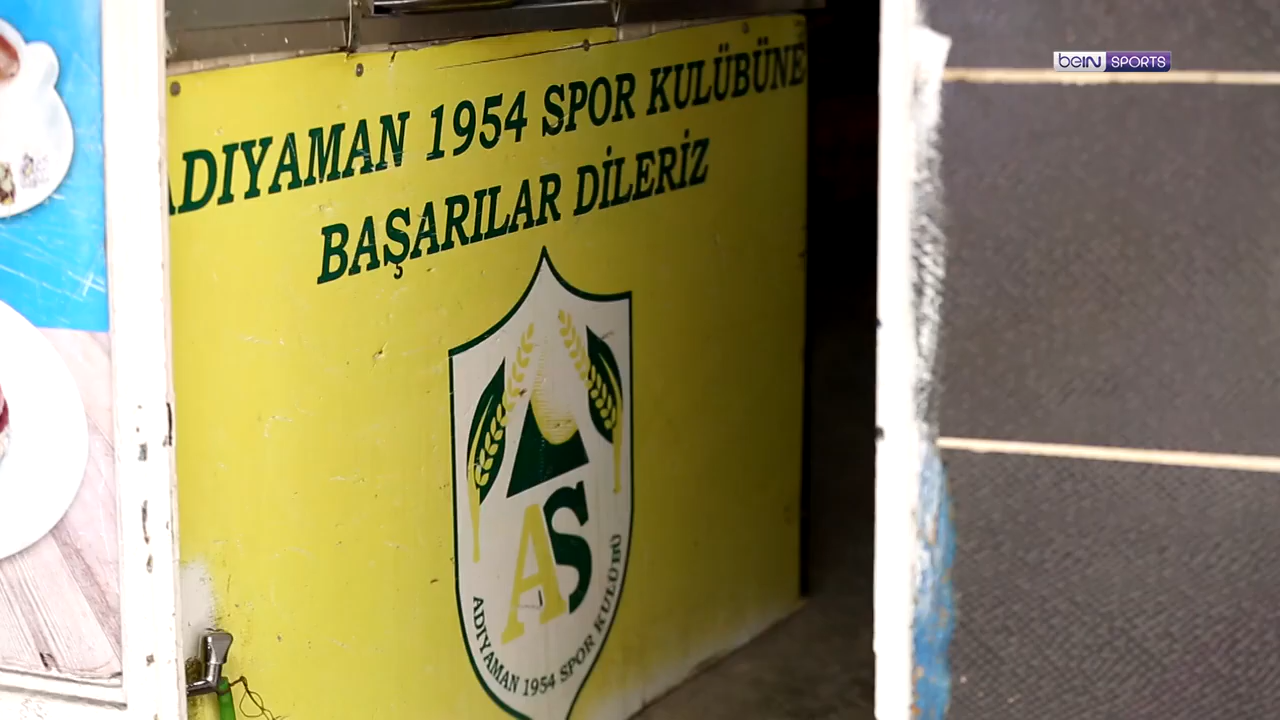 beIN SPORTS
ADIYAMAN 1954 SPOR KULÜBÜNE
BAŞARILAR DİLERİZ
AS
ADIYAMAN 1954 SPOR KULÜBÜ